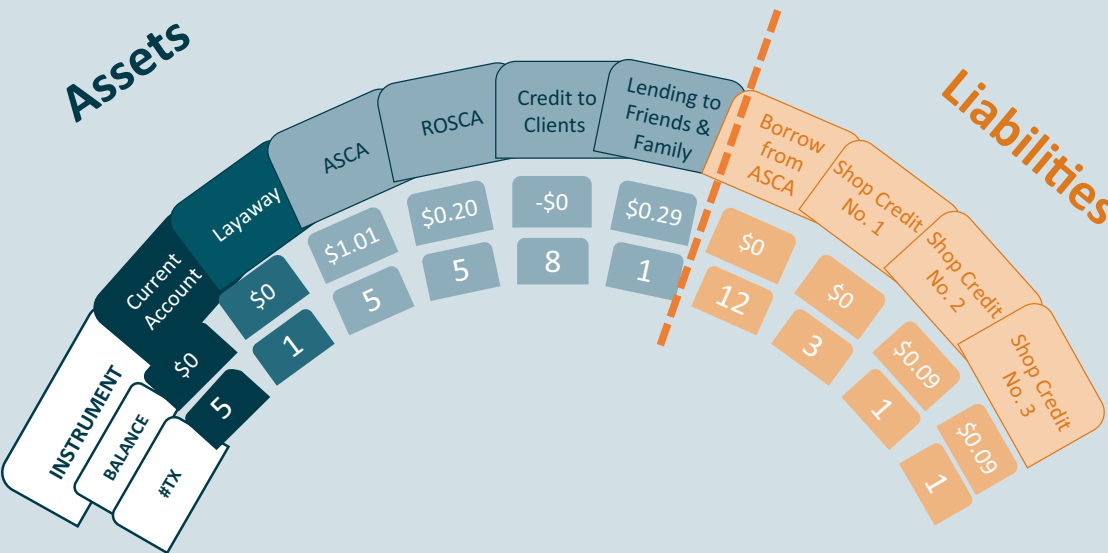 Assets
Liabilities
INSTRUMENT
Current
Account
Layaway
ASCA
ROSCA
Credit to
Clients
Lending to
Friends &
Family
Borrow
from
ASCA
Shop Credit
No. 1
Shop Credit
No. 2
Shop Credit
No. 3
BALANCE
$0
$0
$1.01
$0.20
-$0
$0.29
$0
$0
$0.09
$0.09
#TX
5
1
5
5
8
1
12
3
1
1